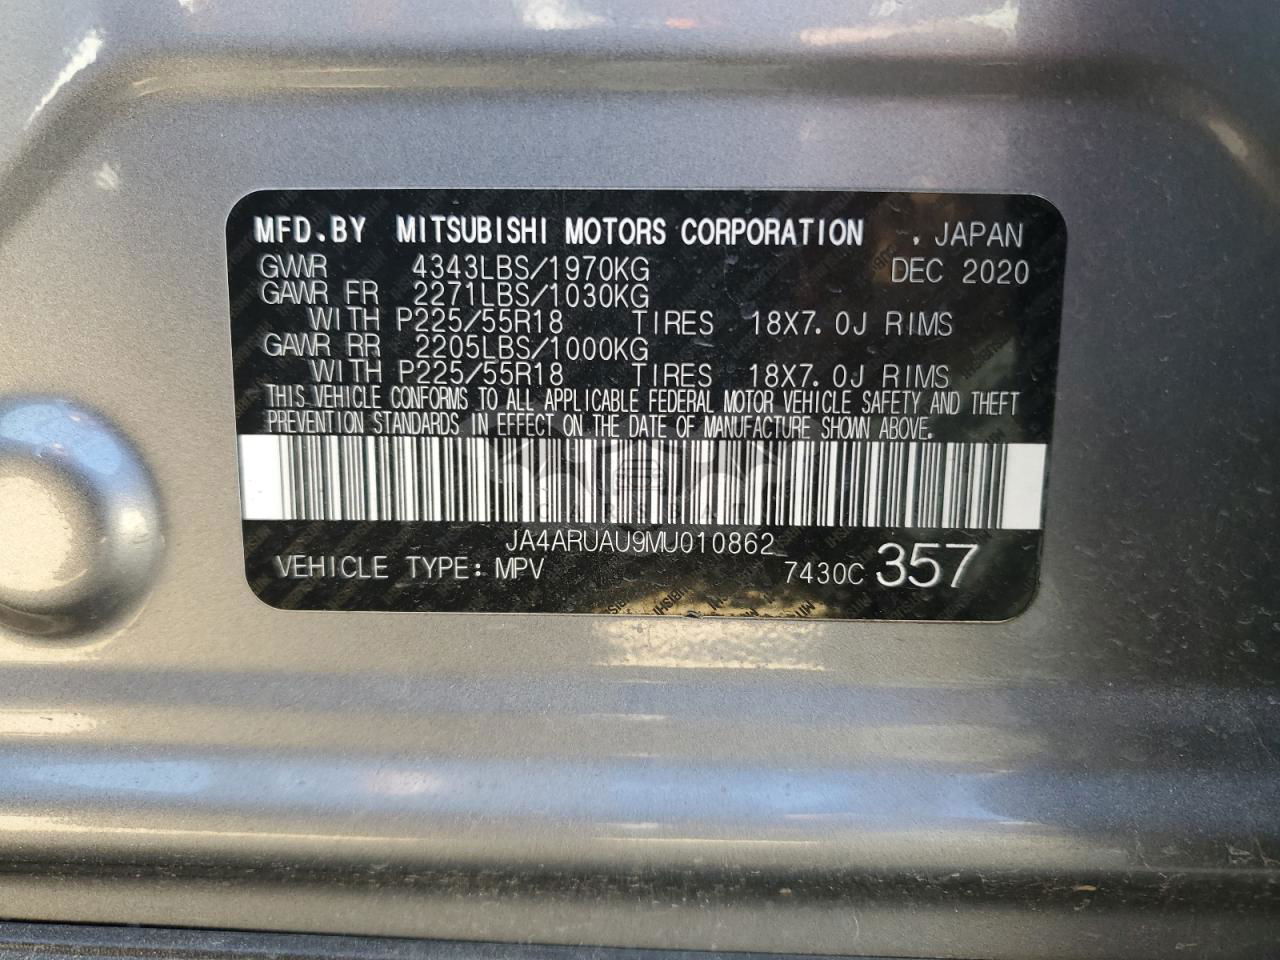 MFD.BY MITSUBISHI MOTORS CORPORATION , JAPAN
GVWR 4343LBS/1970KG DEC 2020
GAWR FR 2271LBS/1030KG
WITH P225/55R18 TIRES 18X7.0J RIMS
GAWR RR 2205LBS/1000KG
WITH P225/55R18 TIRES 18X7.0J RIMS
THIS VEHICLE CONFORMS TO ALL APPLICABLE FEDERAL MOTOR VEHICLE SAFETY AND THEFT
PREVENTION STANDARDS IN EFFECT ON THE DATE OF MANUFACTURE SHOWN ABOVE.
JA4ARUAU9MU010862
VEHICLE TYPE: MPV 7430C 357